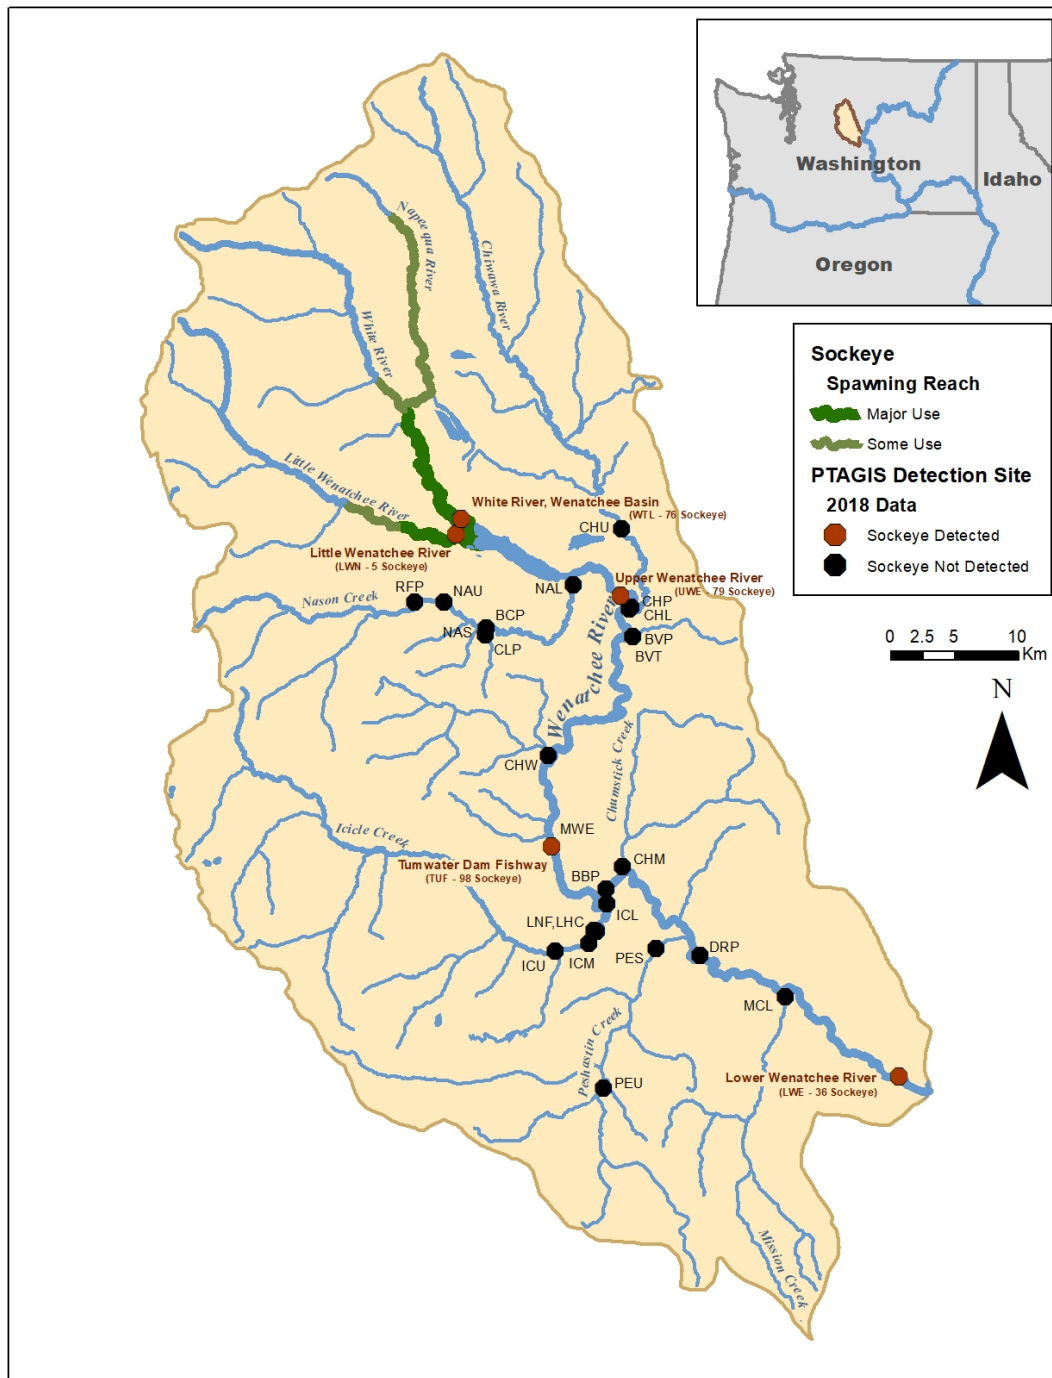 Washington
Idaho
Oregon
Napeequa River
Chiwawa River
White River
Sockeye
Spawning Reach
Major Use
Some Use
PTAGIS Detection Site
2018 Data
Sockeye Detected
Sockeye Not Detected
Little Wenatchee River
White River, Wenatchee Basin
(WTL - 76 Sockeye)
CHU
Little Wenatchee River
(LWN - 5 Sockeye)
Upper Wenatchee River
(UWE - 79 Sockeye)
NAL
RFP
NAU
Nason Creek
CHP
CHL
BCP
NAS
CLP
BVP
BVT
0 2.5 5 10
Km
N
Wenatchee River
CHW
Chumstick Creek
MWE
Icicle Creek
Tumwater Dam Fishway
(TUF - 98 Sockeye)
CHM
BBP
ICL
LNF,LHC
ICU
ICM
PES
DRP
MCL
Peshastin Creek
PEU
Lower Wenatchee River
(LWE - 36 Sockeye)
Mission Creek